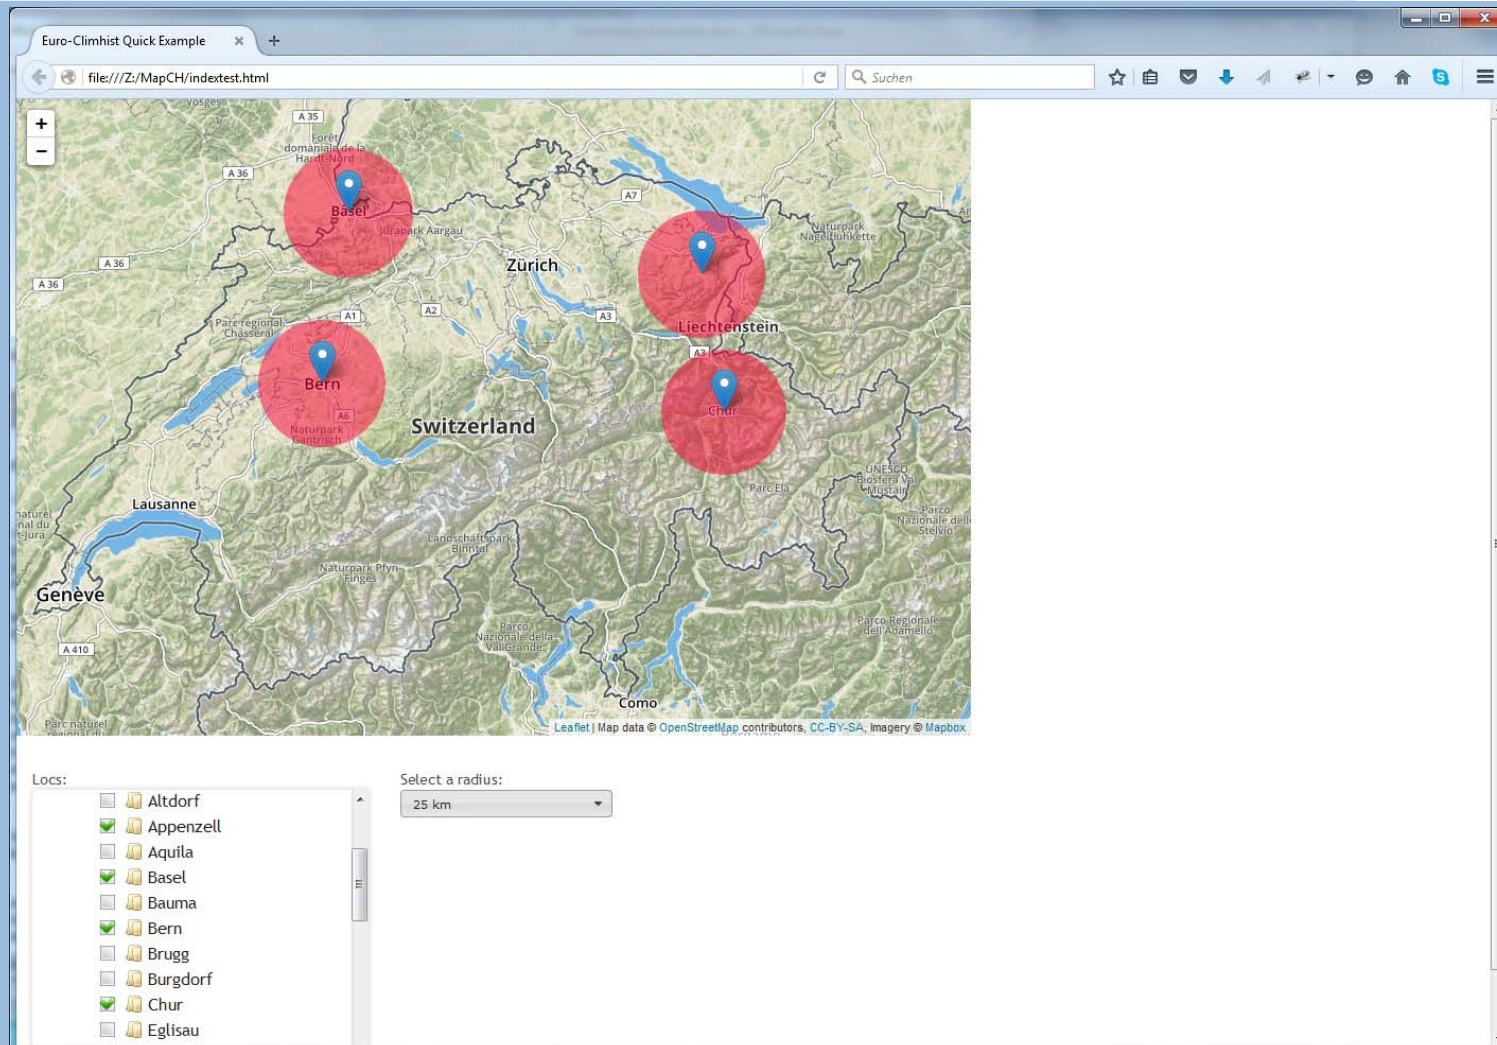 Euro-Climhist Quick Example
file:///Z:/MapCH/indextest.html
Suchen
+
−
Vosges
A 35
Forêt
domaniale de la
Hardt-Nord
A 36
Basel
Jurapark Aargau
A7
Naturpark
Nagelfluhkette
A 36
A 36
Zürich
Parc régional
Chasseral
A1
A2
A3
Liechtenstein
A3
Bern
Chur
A6
Naturpark
Gantrisch
Switzerland
UNESCO
Biosfera Val
Müstair
Parc Ela
Lausanne
Parco
Nazionale dello
Stelvio
Landschaftspark
Binntal
Naturpark Pfyn-
Finges
Genève
Parco
Nazionale della
Val Grande
Parco Regionale
dell'Adamello
A 410
Como
Parc naturel
Leaflet | Map data © OpenStreetMap contributors, CC-BY-SA, Imagery © Mapbox
Locs:
Select a radius:
25 km
Altdorf
Appenzell
Aquila
Basel
Bauma
Bern
Brugg
Burgdorf
Chur
Eglisau